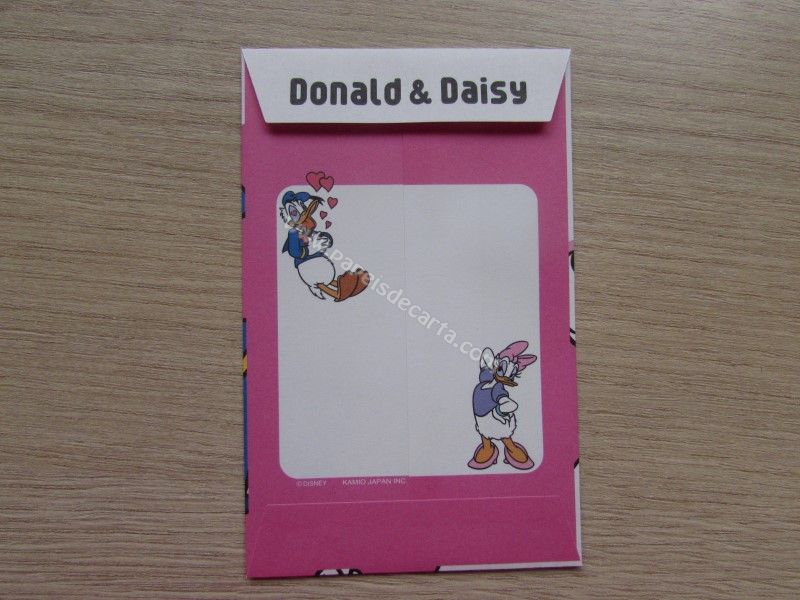 Donald & Daisy
www.papeisdecarta.com
©DISNEY KAMIO JAPAN INC